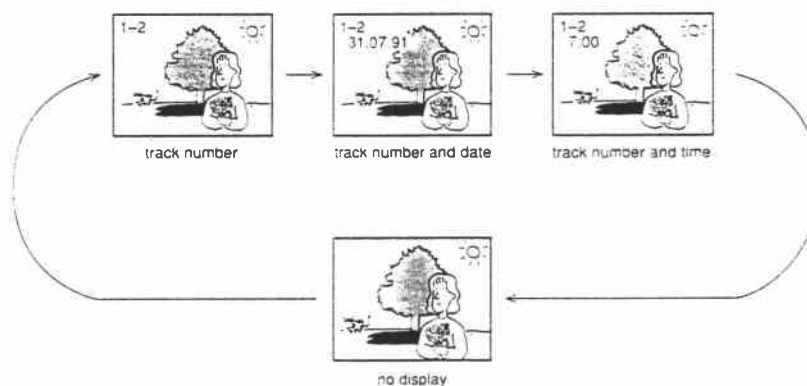 1-2
track number
1-2
31.07.91
track number and date
1-2
7:00
track number and time
no display